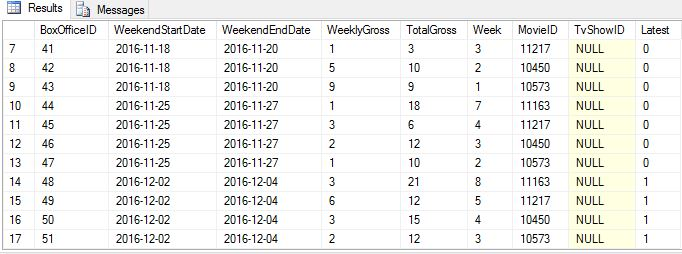 Results Messages
BoxOfficeID WeekendStartDate WeekendEndDate WeeklyGross TotalGross Week MovieID TvShowID Latest
7 41 2016-11-18 2016-11-20 1 3 3 11217 NULL 0
8 42 2016-11-18 2016-11-20 5 10 2 10450 NULL 0
9 43 2016-11-18 2016-11-20 9 9 1 10573 NULL 0
10 44 2016-11-25 2016-11-27 1 18 7 11163 NULL 0
11 45 2016-11-25 2016-11-27 3 6 4 11217 NULL 0
12 46 2016-11-25 2016-11-27 2 12 3 10450 NULL 0
13 47 2016-11-25 2016-11-27 1 10 2 10573 NULL 0
14 48 2016-12-02 2016-12-04 3 21 8 11163 NULL 1
15 49 2016-12-02 2016-12-04 6 12 5 11217 NULL 1
16 50 2016-12-02 2016-12-04 3 15 4 10450 NULL 1
17 51 2016-12-02 2016-12-04 2 12 3 10573 NULL 1